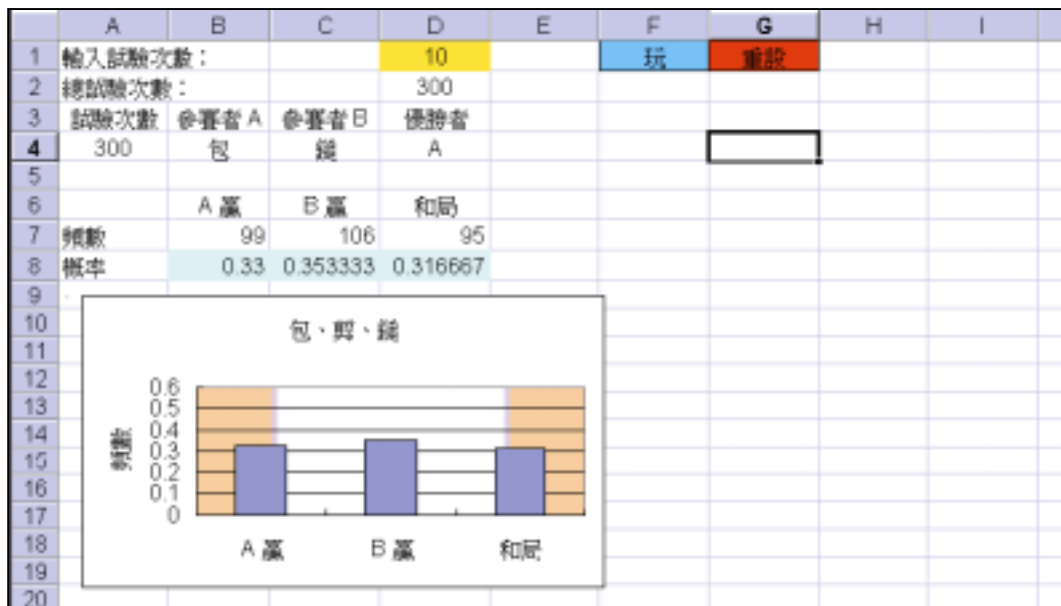 A B C D E F G H I
1 輸入試驗次數： 10 玩 重設
2 總試驗次數： 300
3 試驗次數 參賽者 A 參賽者 B 優勝者
4 300 包 鎚 A
5
6 A 贏 B 贏 和局
7 頻數 99 106 95
8 概率 0.33 0.353333 0.316667
9
10
11
12
13
14
15
16
17
18
19
20
包、剪、鎚
頻數
0.6
0.5
0.4
0.3
0.2
0.1
0
A 贏 B 贏 和局